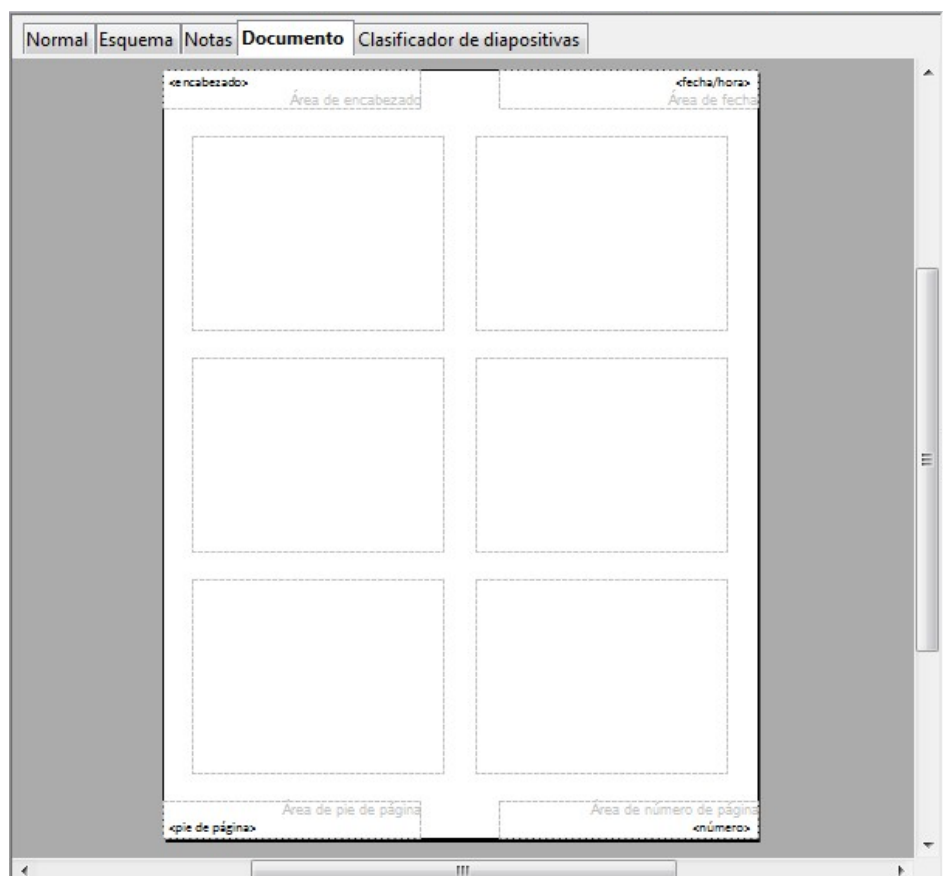 Normal Esquema Notas Documento Clasificador de diapositivas
<encabezado> <fecha/hora>
Área de encabezado Área de fecha
Área de pie de página Área de número de página
<pie de página> <número>